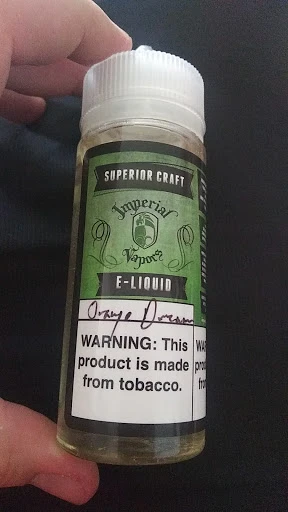 SUPERIOR CRAFT
Imperial
Vapors
E-LIQUID
Orange Dream
WARNING: This
product is made
from tobacco.